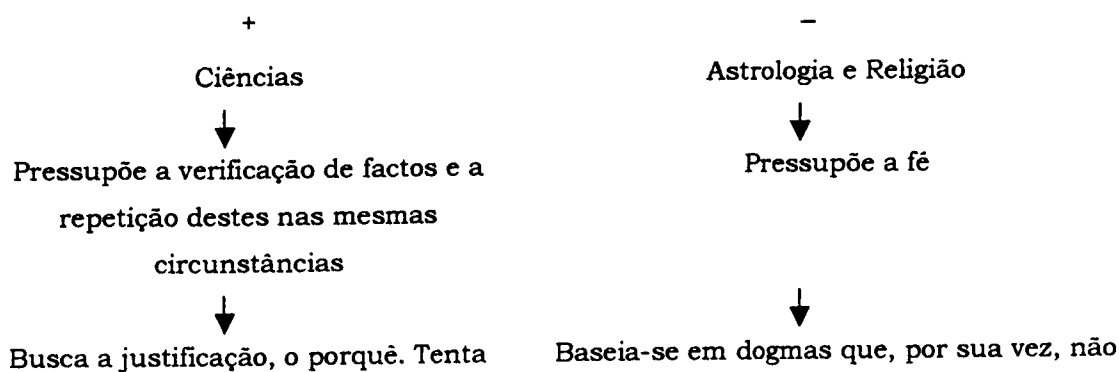 +
Ciências
Pressupõe a verificação de factos e a
repetição destes nas mesmas
circunstâncias
Busca a justificação, o porquê. Tenta
–
Astrologia e Religião
Pressupõe a fé
Baseia-se em dogmas que, por sua vez, não